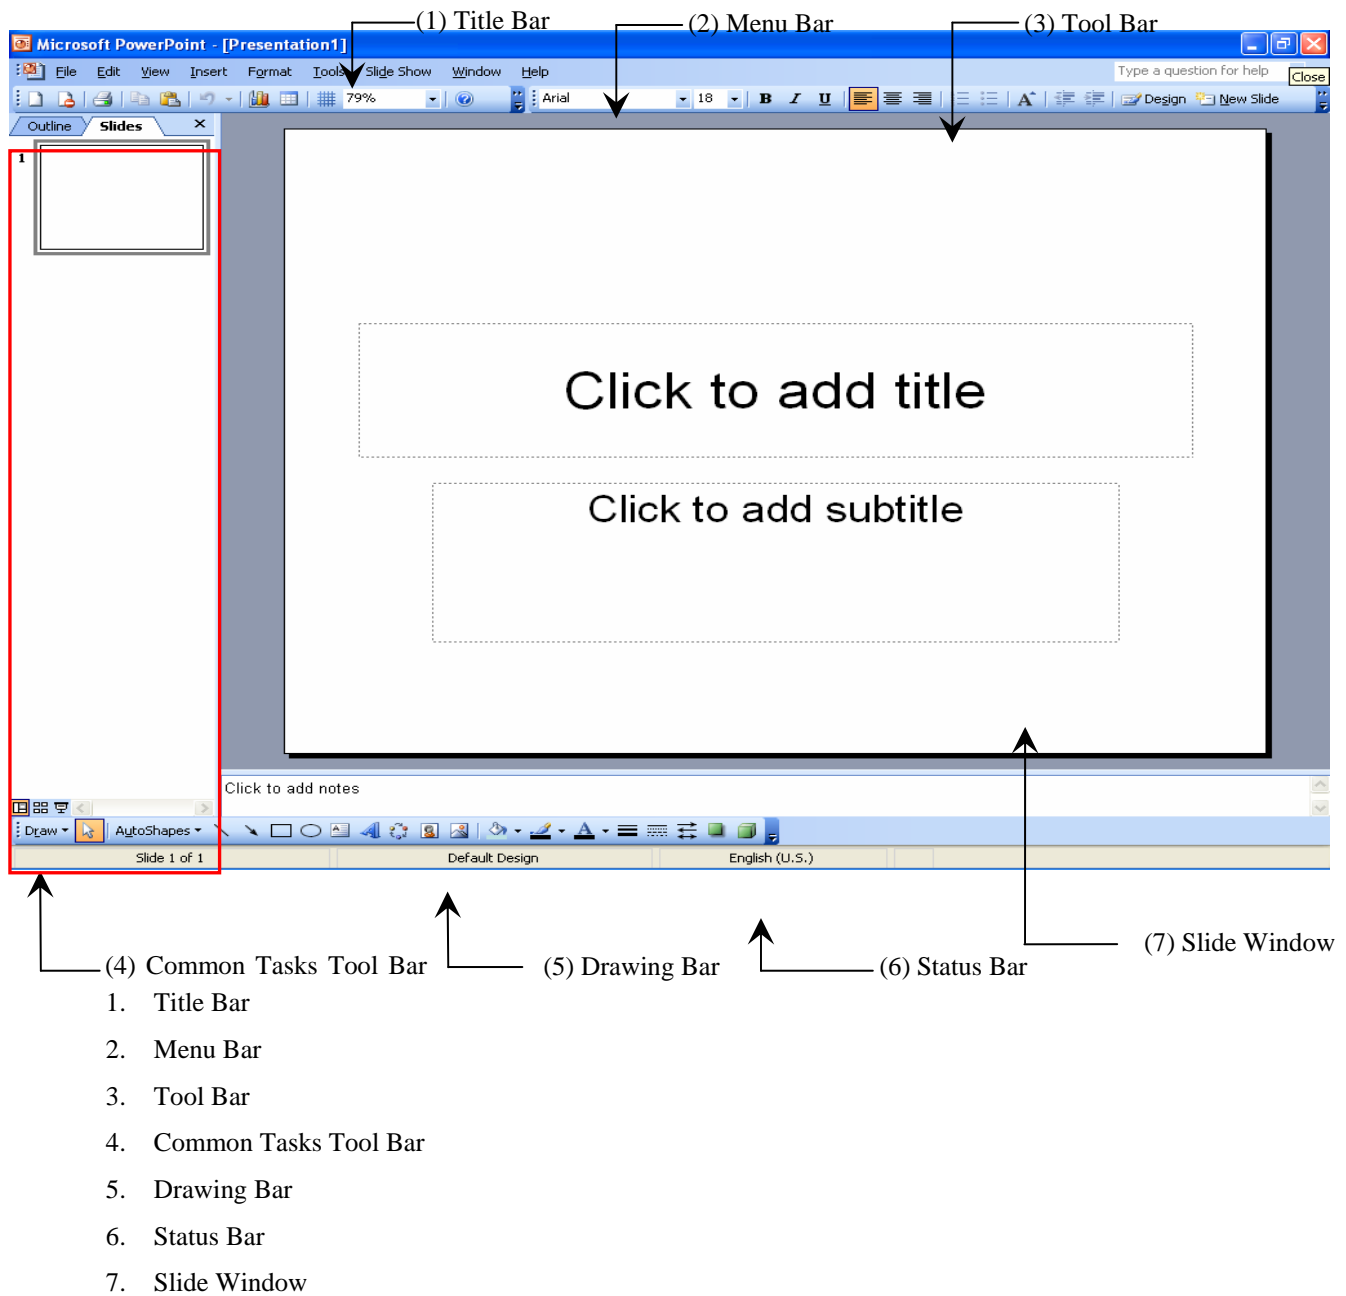 (1) Title Bar (2) Menu Bar (3) Tool Bar
Microsoft PowerPoint - [Presentation1]
File Edit View Insert Format Tools Slide Show Window Help Type a question for help
Close
79% Arial 18 B I U A Design New Slide
Outline Slides
1
Click to add title
Click to add subtitle
Click to add notes
Draw AutoShapes A
Slide 1 of 1 Default Design English (U.S.)
(7) Slide Window
(4) Common Tasks Tool Bar (5) Drawing Bar (6) Status Bar
1. Title Bar
2. Menu Bar
3. Tool Bar
4. Common Tasks Tool Bar
5. Drawing Bar
6. Status Bar
7. Slide Window